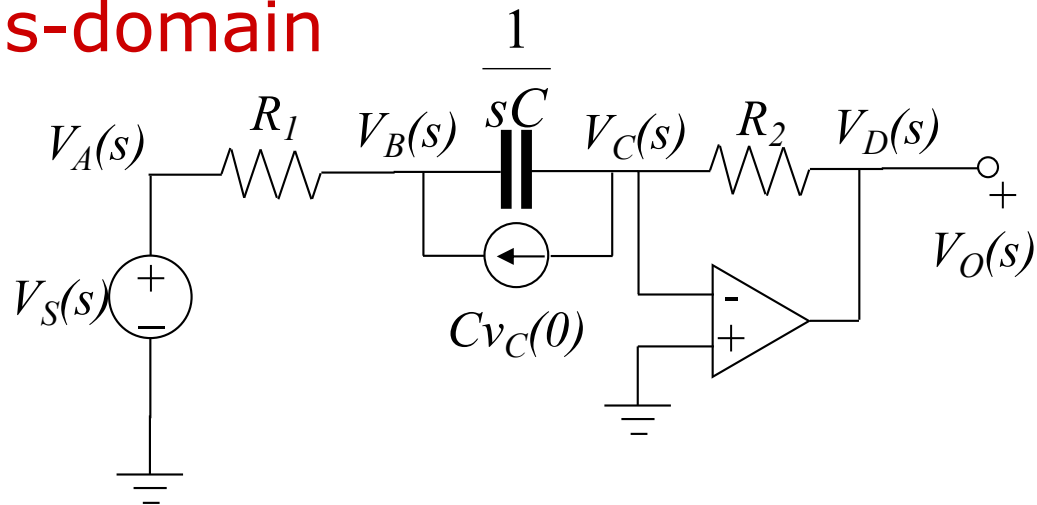 s-domain
1
sC
V_A(s)
R_1
V_B(s)
V_C(s)
R_2
V_D(s)
+
V_O(s)
V_S(s)
+
−
Cv_C(0)
-
+